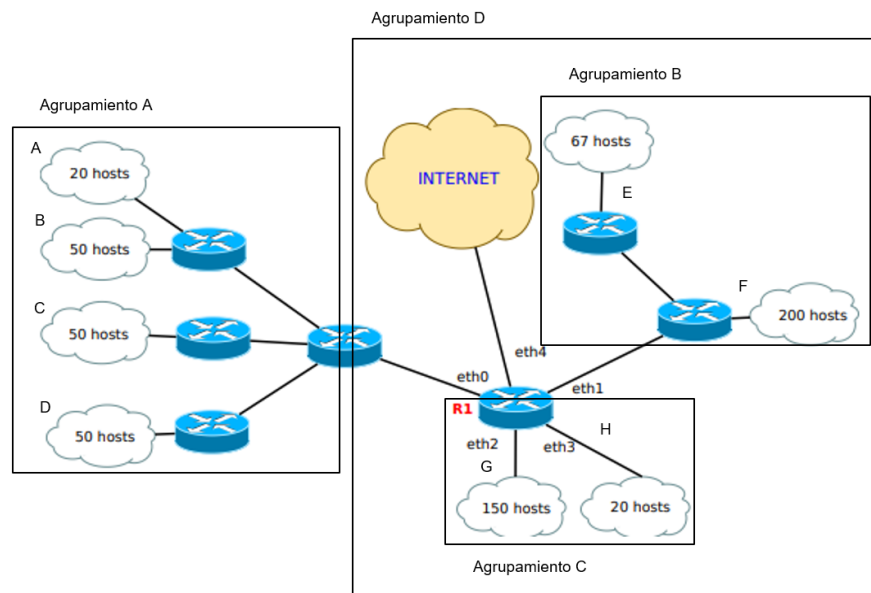 Agrupamiento D
Agrupamiento B
Agrupamiento A
A
20 hosts
B
50 hosts
C
50 hosts
D
50 hosts
INTERNET
67 hosts
E
F
200 hosts
eth4
eth0
eth1
R1
eth2
eth3
H
G
150 hosts
20 hosts
Agrupamiento C